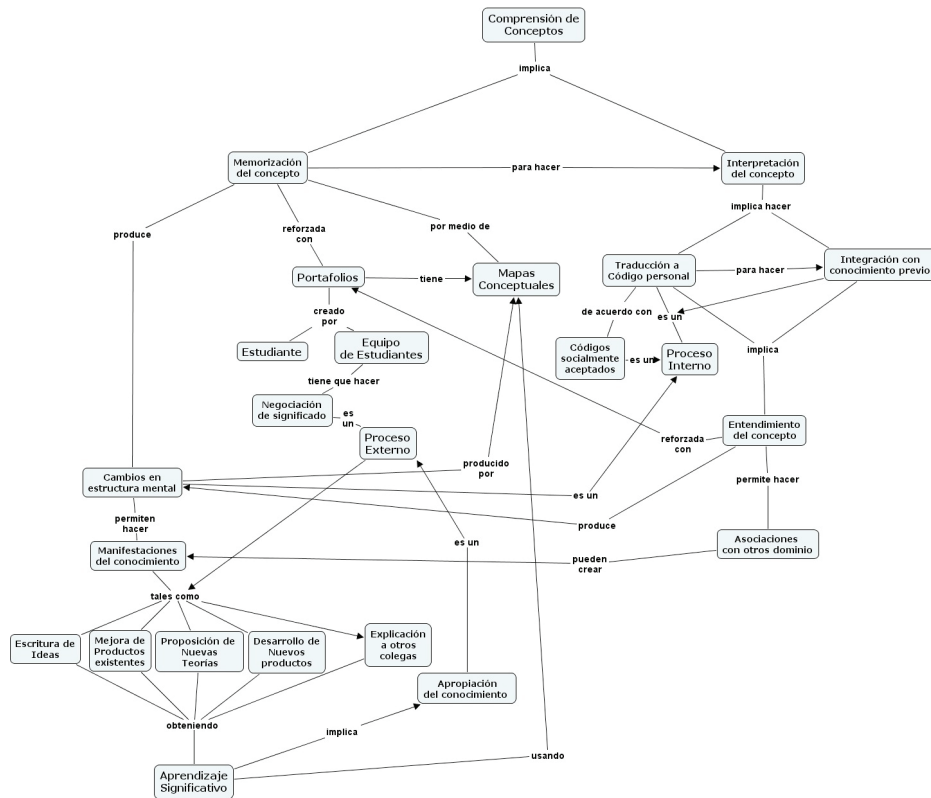 Comprensión de
Conceptos
implica
Memorización
del concepto
para hacer
Interpretación
del concepto
implica hacer
produce
reforzada
con
por medio de
Portafolios
tiene
Mapas
Conceptuales
Traducción a
Código personal
para hacer
Integración con
conocimiento previo
creado
por
de acuerdo con
es un
Estudiante
Equipo
de Estudiantes
Códigos
socialmente
aceptados
es un
Proceso
Interno
implica
tiene que hacer
Negociación
de significado
es
un
Proceso
Externo
Entendimiento
del concepto
reforzada
con
Cambios en
estructura mental
producido
por
es un
permite hacer
produce
permiten
hacer
Manifestaciones
del conocimiento
es un
pueden
crear
Asociaciones
con otros dominio
tales como
Escritura de
Ideas
Mejora de
Productos
existentes
Proposición de
Nuevas
Teorías
Desarrollo de
Nuevos
productos
Explicación
a otros
colegas
Apropiación
del conocimiento
obteniendo
implica
Aprendizaje
Significativo
usando